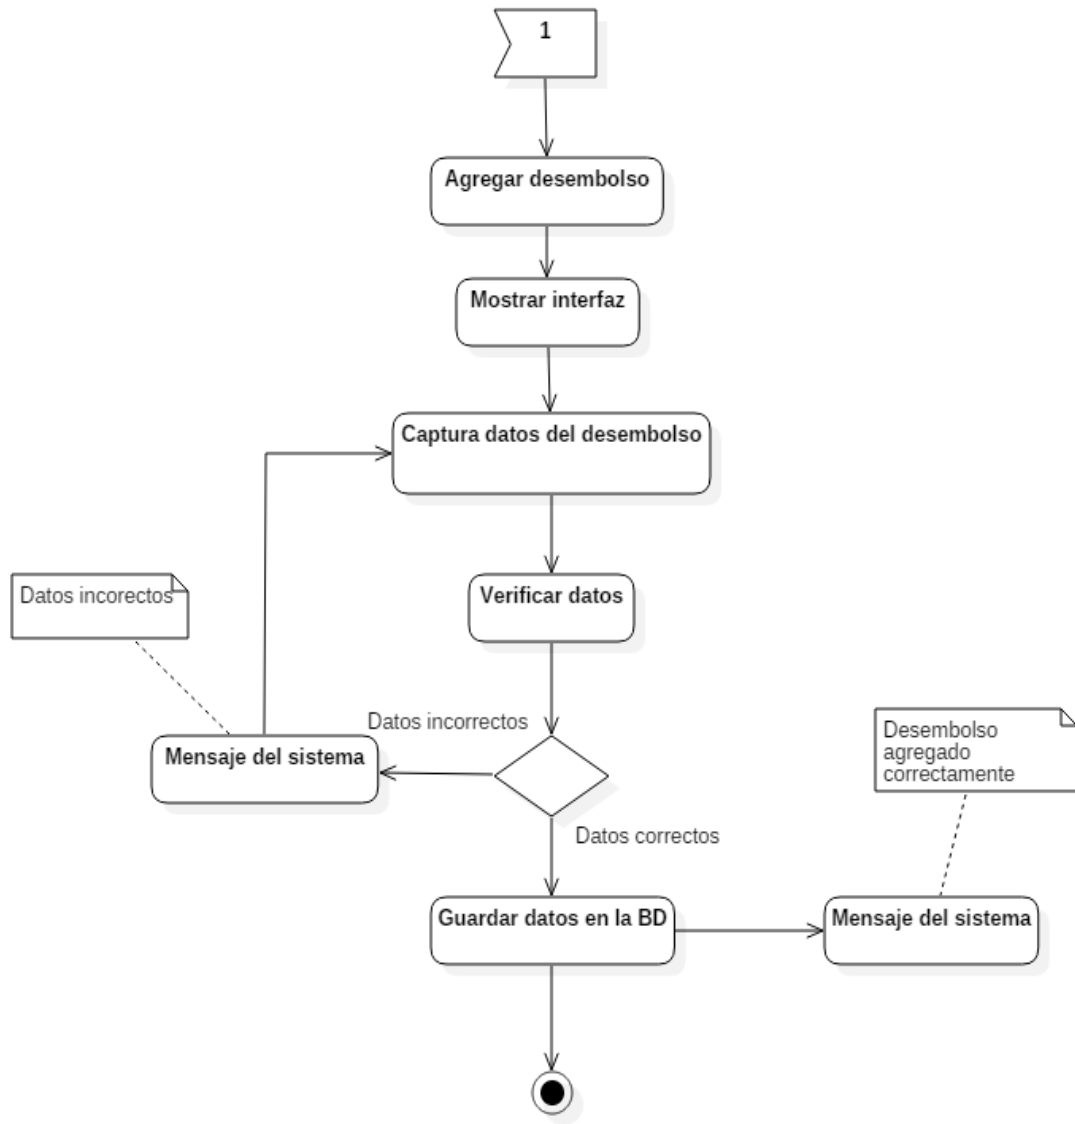 1
Agregar desembolso
Mostrar interfaz
Captura datos del desembolso
Datos incorectos
Verificar datos
Datos incorrectos
Mensaje del sistema
Desembolso
agregado
correctamente
Datos correctos
Guardar datos en la BD
Mensaje del sistema